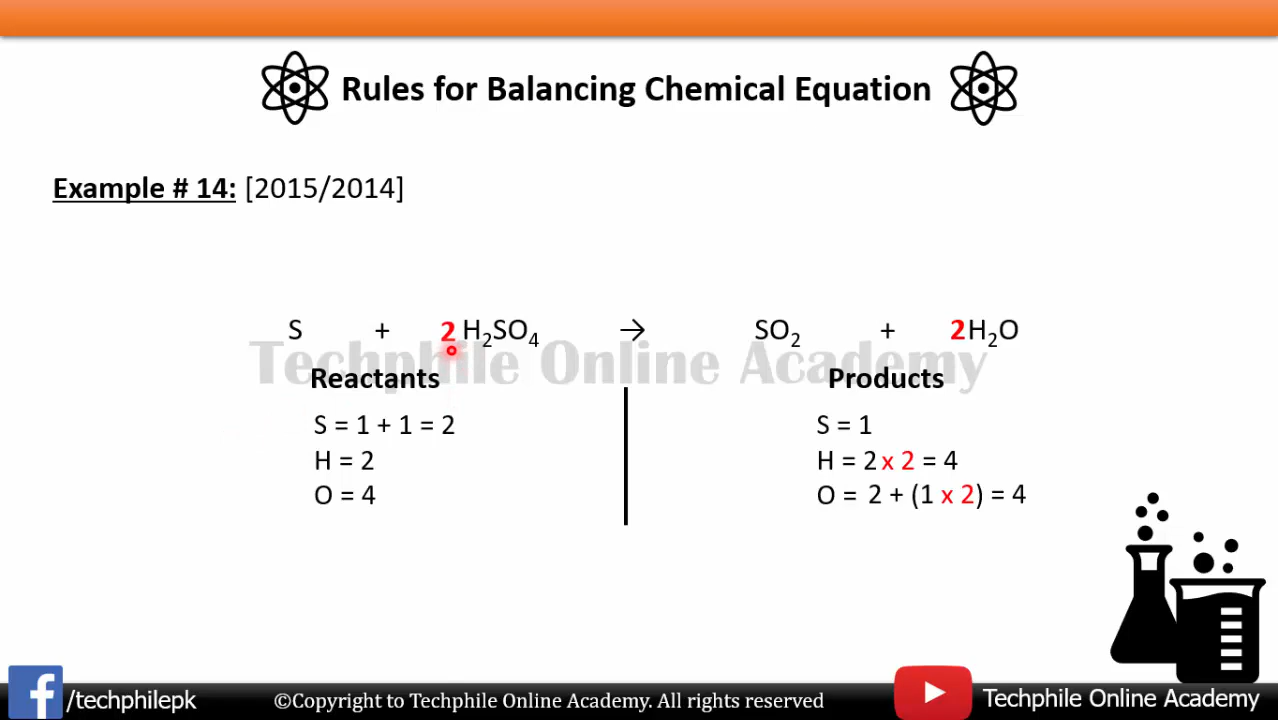 Rules for Balancing Chemical Equation
Example # 14: [2015/2014]
S + 2 H₂SO₄ → SO₂ + 2H₂O
Techphile Online Academy
Reactants Products
S = 1 + 1 = 2 S = 1
H = 2 H = 2 x 2 = 4
O = 4 O = 2 + (1 x 2) = 4
f /techphilepk ©Copyright to Techphile Online Academy. All rights reserved Techphile Online Academy